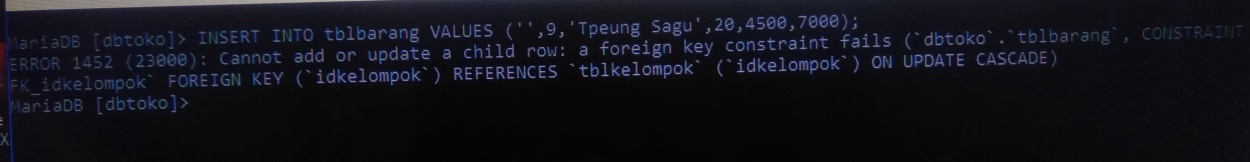 MariaDB [dbtoko]> INSERT INTO tblbarang VALUES ('',9,'Tpeung Sagu',20,4500,7000);
ERROR 1452 (23000): Cannot add or update a child row: a foreign key constraint fails (`dbtoko`.`tblbarang`, CONSTRAINT
FK_idkelompok` FOREIGN KEY (`idkelompok`) REFERENCES `tblkelompok` (`idkelompok`) ON UPDATE CASCADE)
MariaDB [dbtoko]>